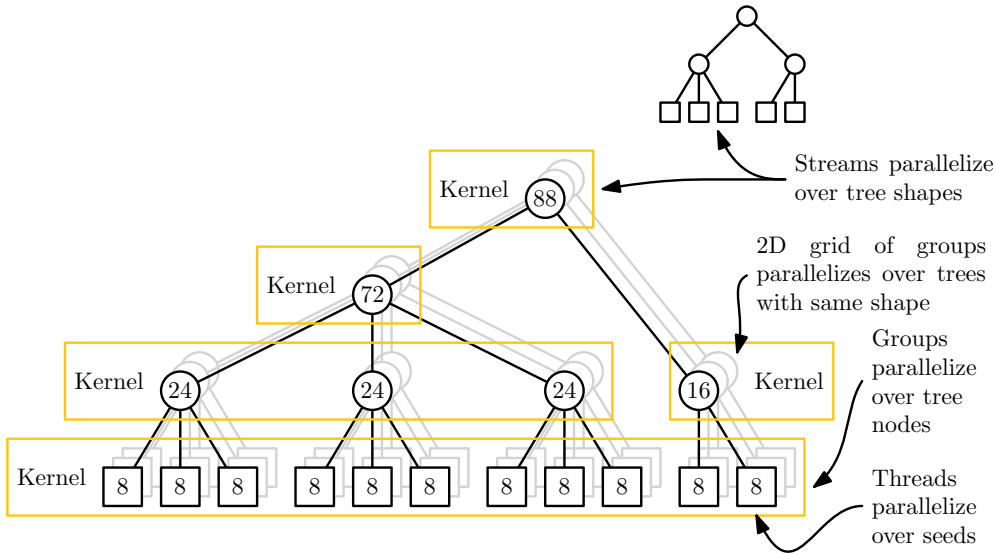 Streams parallelize
over tree shapes
Kernel
88
2D grid of groups
parallelizes over trees
with same shape
Kernel
72
Groups
parallelize
over tree
nodes
Kernel
24
24
24
16
Kernel
Kernel
8
8
8
8
8
8
8
8
8
8
8
Threads
parallelize
over seeds